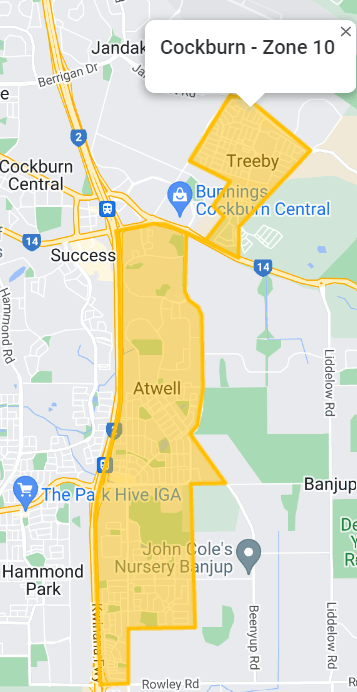 Jandak
Cockburn - Zone 10
Berrigan Dr
Rd
e
2
Treeby
Cockburn
Central
Bunnings
Cockburn Central
14
Success
14
Hammond Rd
Liddelow Rd
Atwell
The Park Hive IGA
Banjup
John Cole's
Nursery Banjup
De
Y
R
Hammond
Park
Kwinana Fwy
Beenyup Rd
Liddelow Rd
Rowley Rd